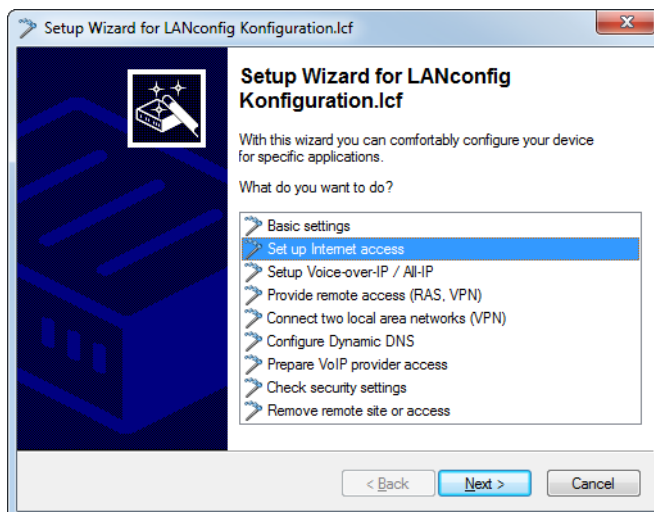 Setup Wizard for LANconfig Konfiguration.lcf
Setup Wizard for LANconfig
Konfiguration.lcf
With this wizard you can comfortably configure your device
for specific applications.
What do you want to do?
Basic settings
Set up Internet access
Setup Voice-over-IP / All-IP
Provide remote access (RAS, VPN)
Connect two local area networks (VPN)
Configure Dynamic DNS
Prepare VoIP provider access
Check security settings
Remove remote site or access
< Back Next > Cancel